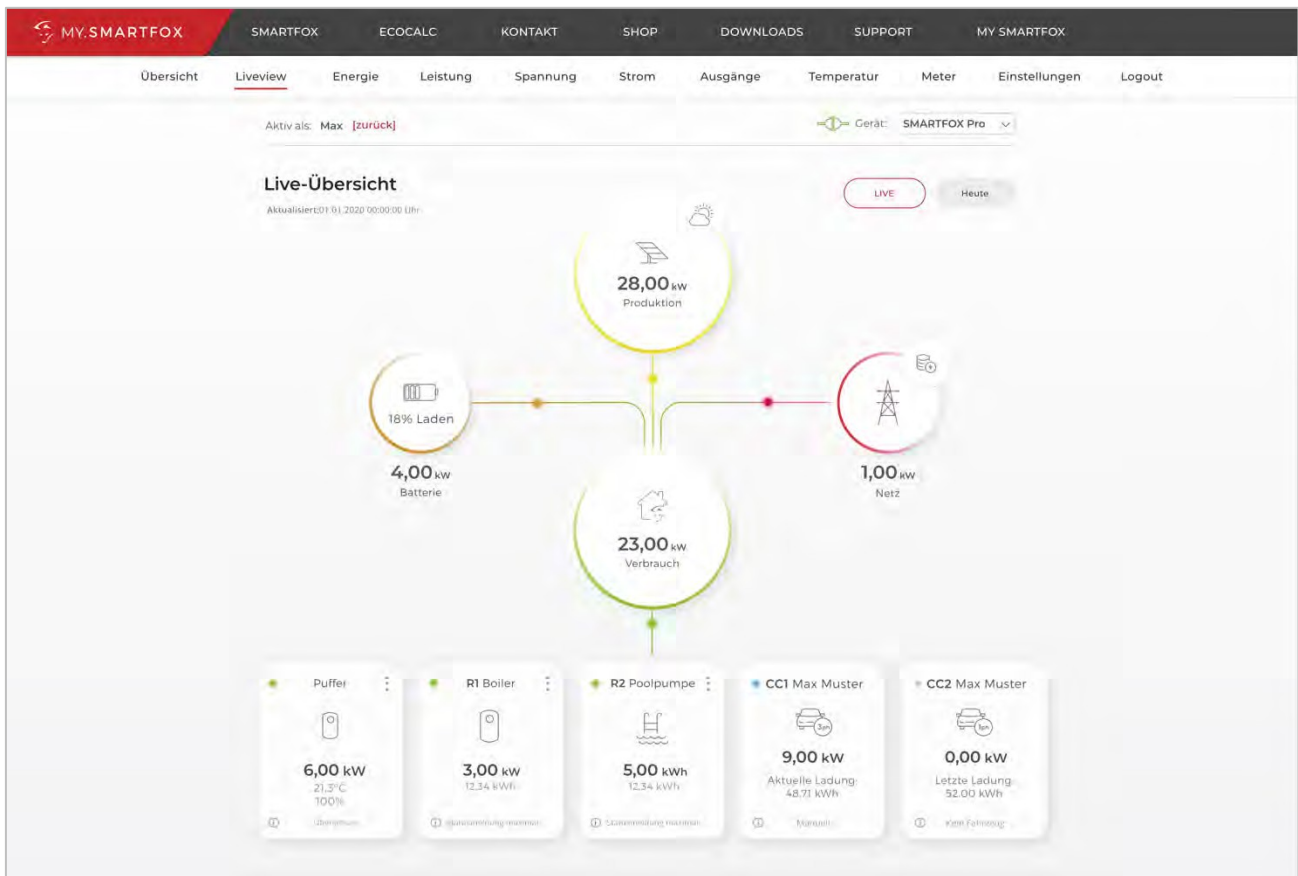 MY.SMARTFOX SMARTFOX ECOCALC KONTAKT SHOP DOWNLOADS SUPPORT MY SMARTFOX
Übersicht Liveview Energie Leistung Spannung Strom Ausgänge Temperatur Meter Einstellungen Logout
Aktiv als: Max [zurück] Gerät: SMARTFOX Pro
Live-Übersicht
LIVE Heute
Aktualisiert:01.01.2020 00:00:00 Uhr
28,00 kW
Produktion
18% Laden
4,00 kW
Batterie
1,00 kW
Netz
23,00 kW
Verbrauch
Puffer
6,00 kW
21.3°C
100%
R1 Boiler
3,00 kW
12,34 kWh
R2 Poolpumpe
5,00 kWh
12,34 kWh
CC1 Max Muster
3pn
9,00 kW
Aktuelle Ladung:
48.71 kWh
Manuell
CC2 Max Muster
1pn
0,00 kW
Letzte Ladung:
52.00 kWh
Kein Fahrzeug